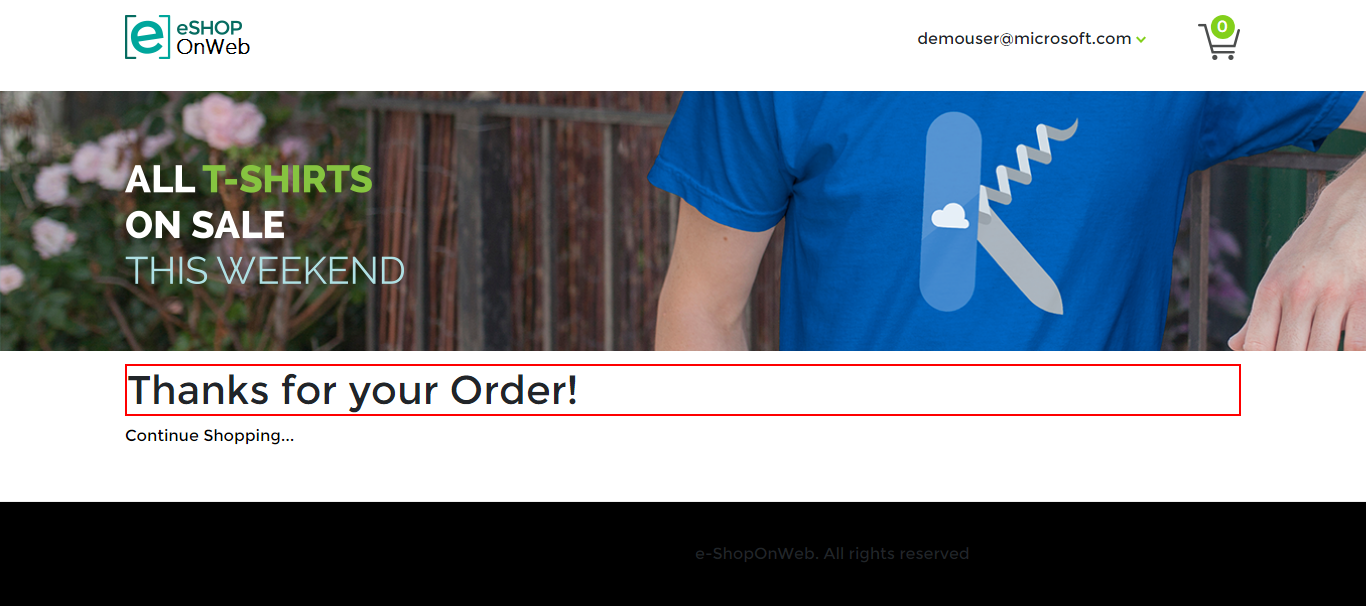 eSHOP
OnWeb
demouser@microsoft.com
0
ALL T-SHIRTS
ON SALE
THIS WEEKEND
Thanks for your Order!
Continue Shopping...
e-ShopOnWeb. All rights reserved